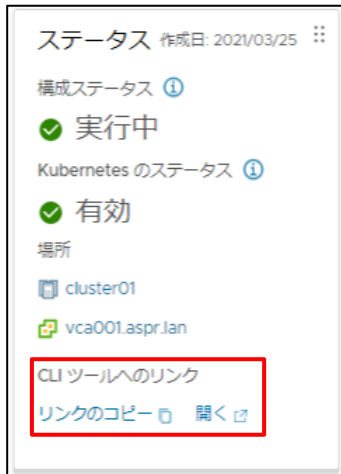 ステータス 作成日: 2021/03/25
構成ステータス
実行中
Kubernetes のステータス
有効
場所
cluster01
vca001.aspr.lan
CLI ツールへのリンク
リンクのコピー 開く